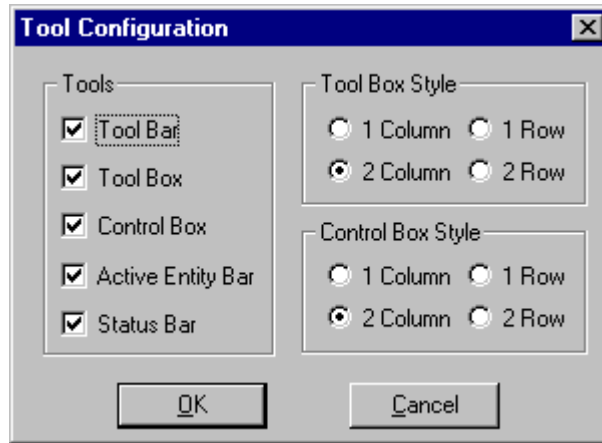 Tool Configuration
Tools
Tool Bar
Tool Box
Control Box
Active Entity Bar
Status Bar
Tool Box Style
1 Column 1 Row
2 Column 2 Row
Control Box Style
1 Column 1 Row
2 Column 2 Row
OK Cancel